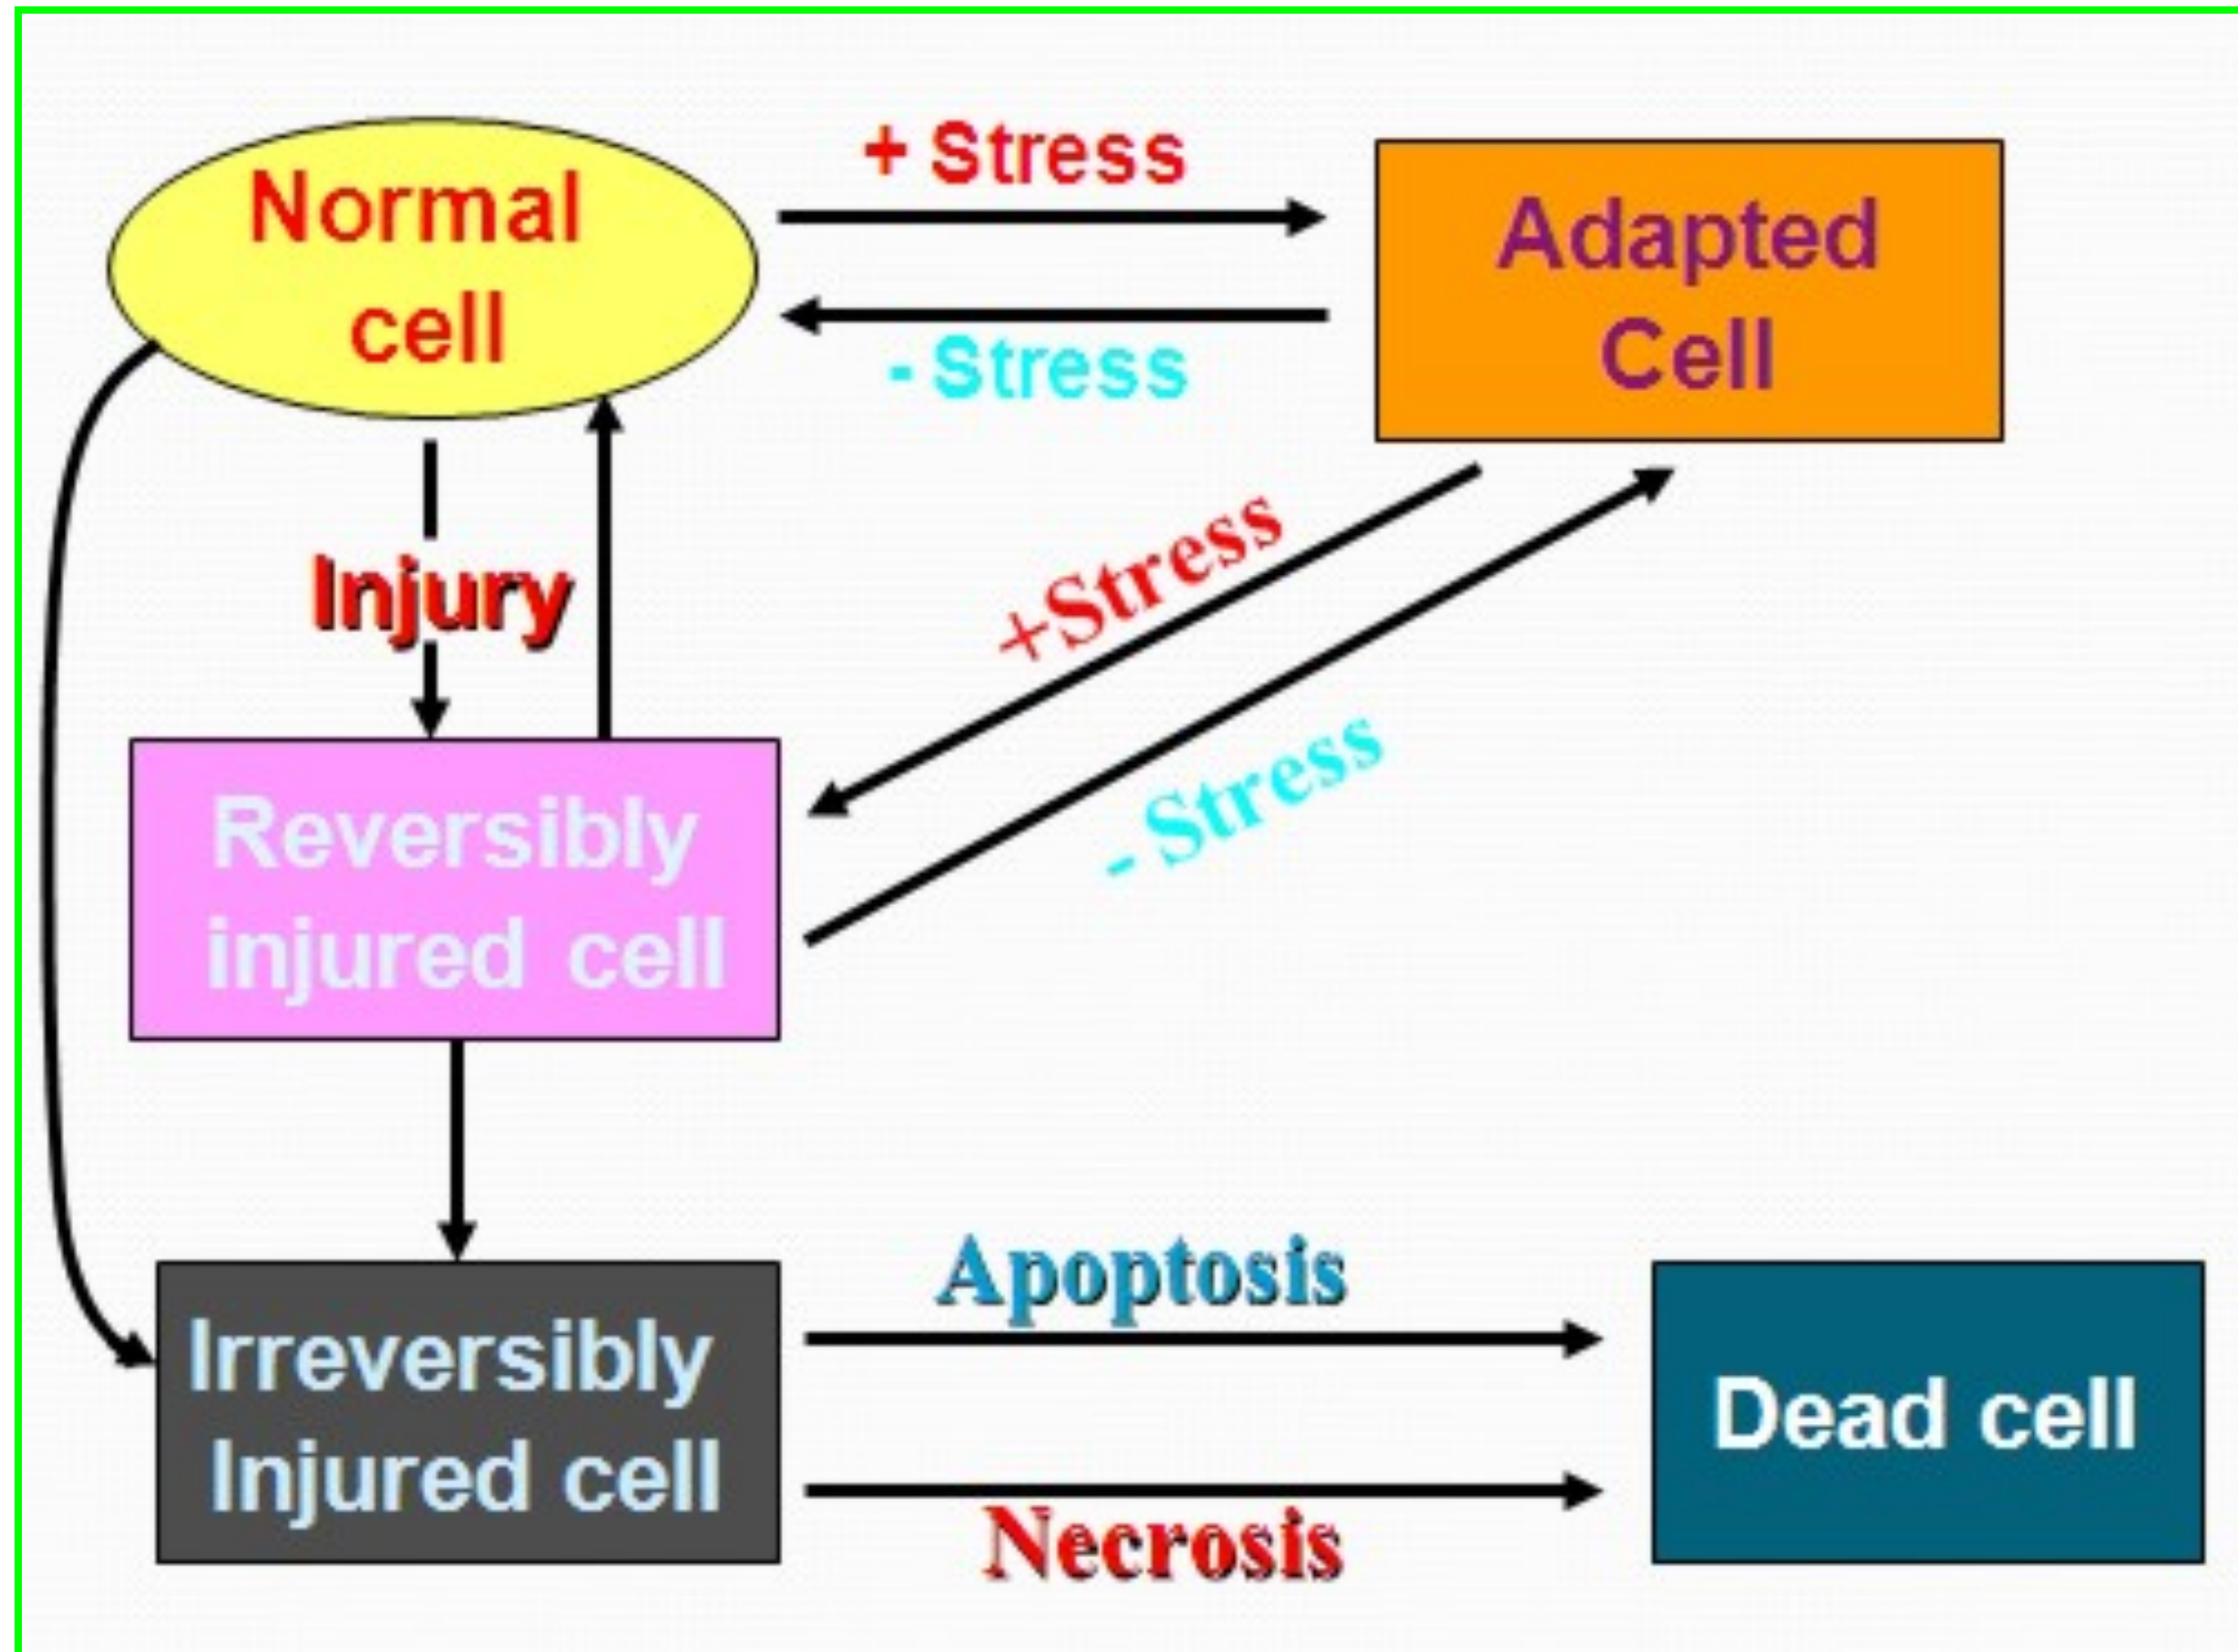 Normal
cell
+ Stress
- Stress
Adapted
Cell
Injury
+Stress
- Stress
Reversibly
injured cell
Irreversibly
Injured cell
Apoptosis
Necrosis
Dead cell